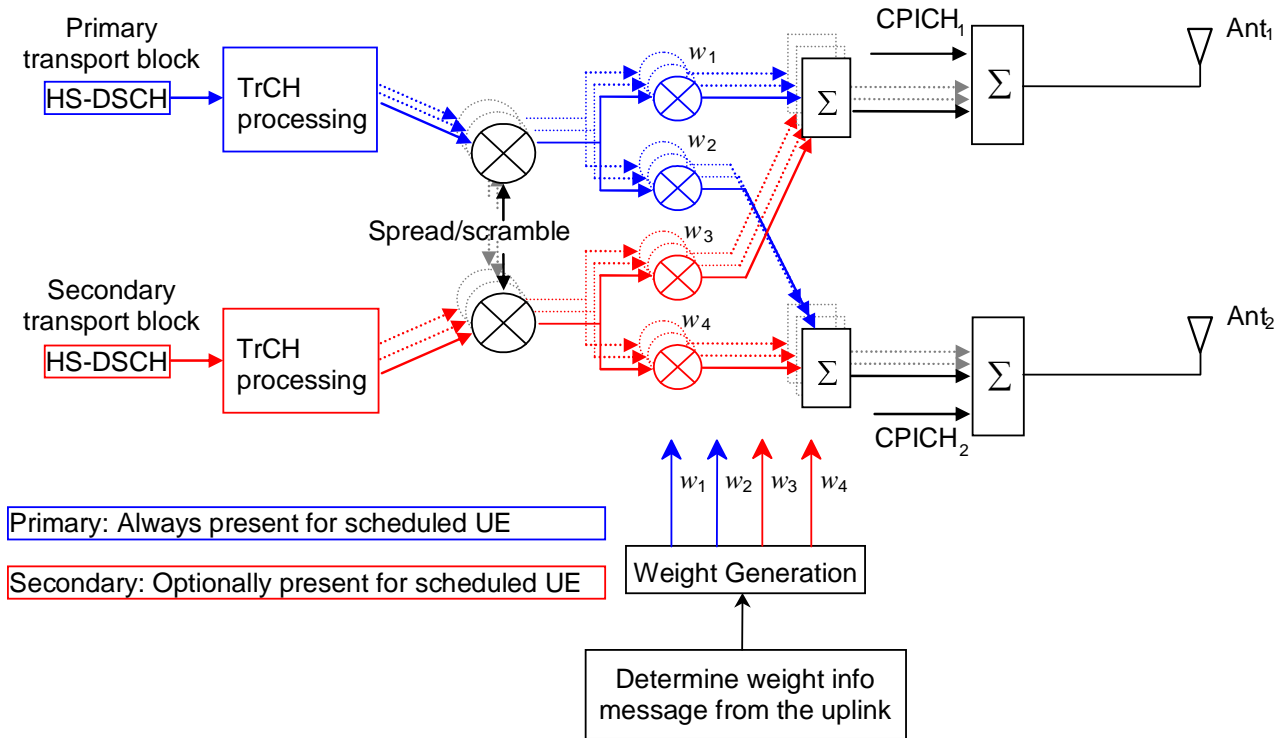 Primary
transport block
HS-DSCH
TrCH
processing
w1
w2
Σ
CPICH1
Σ
Ant1
Spread/scramble
Secondary
transport block
HS-DSCH
TrCH
processing
w3
w4
Σ
CPICH2
Σ
Ant2
w1 w2 w3 w4
Primary: Always present for scheduled UE
Secondary: Optionally present for scheduled UE
Weight Generation
Determine weight info
message from the uplink